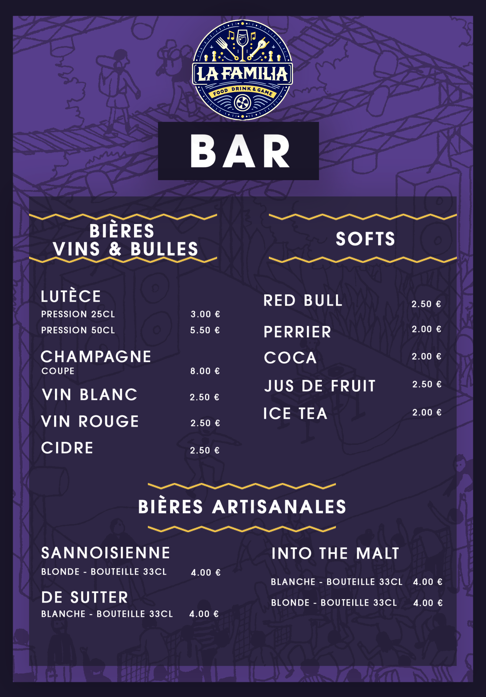 LA FAMILIA
FOOD DRINK & GAME
BAR
BIÈRES
VINS & BULLES
LUTÈCE
PRESSION 25CL 3.00 €
PRESSION 50CL 5.50 €
CHAMPAGNE
COUPE 8.00 €
VIN BLANC 2.50 €
VIN ROUGE 2.50 €
CIDRE 2.50 €
SOFTS
RED BULL 2.50 €
PERRIER 2.00 €
COCA 2.00 €
JUS DE FRUIT 2.50 €
ICE TEA 2.00 €
BIÈRES ARTISANALES
SANNOISIENNE
BLONDE - BOUTEILLE 33CL 4.00 €
DE SUTTER
BLANCHE - BOUTEILLE 33CL 4.00 €
INTO THE MALT
BLANCHE - BOUTEILLE 33CL 4.00 €
BLONDE - BOUTEILLE 33CL 4.00 €